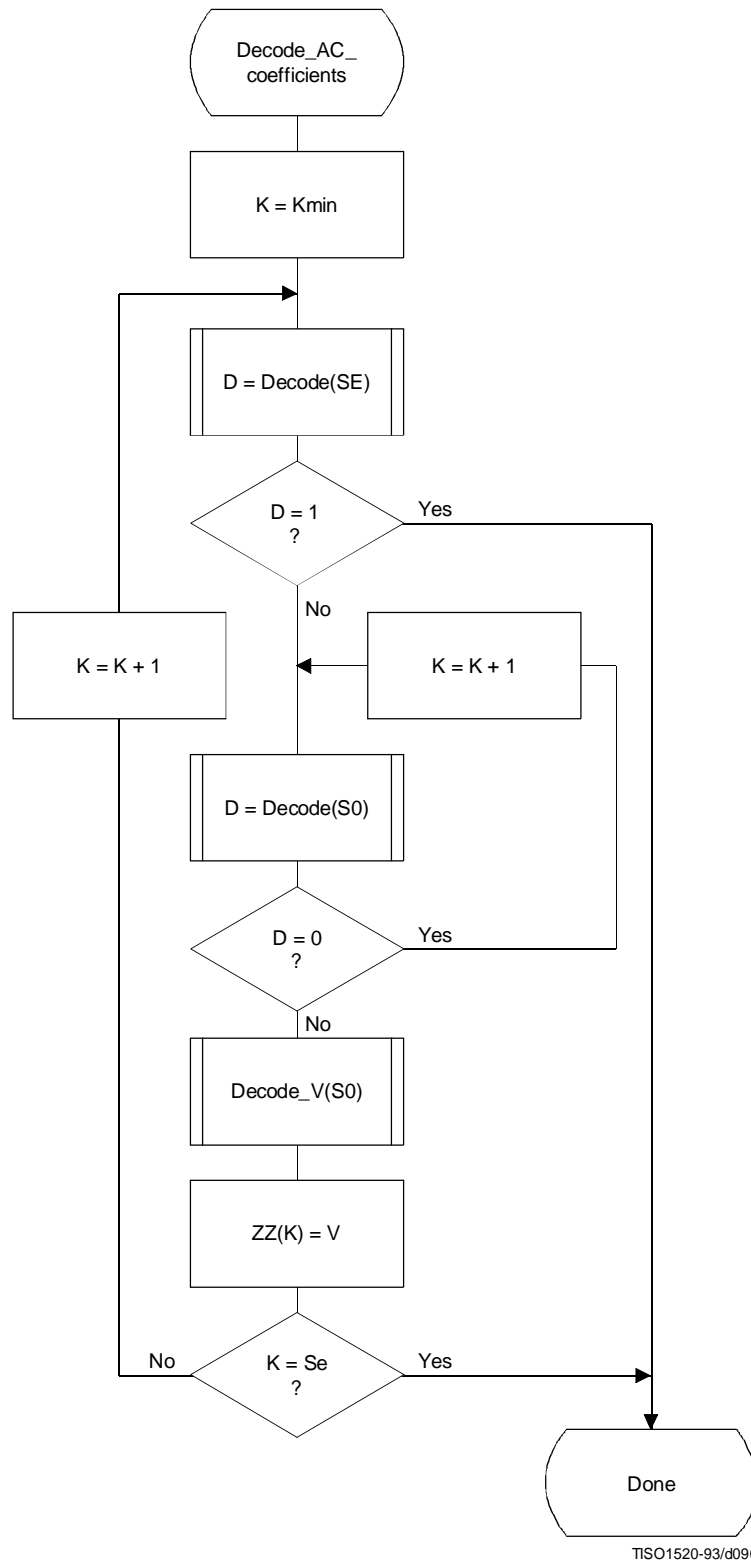 Decode_AC_
coefficients
K = Kmin
D = Decode(SE)
D = 1
?
Yes
No
K = K + 1
K = K + 1
D = Decode(S0)
D = 0
?
Yes
No
Decode_V(S0)
ZZ(K) = V
No
K = Se
?
Yes
Done